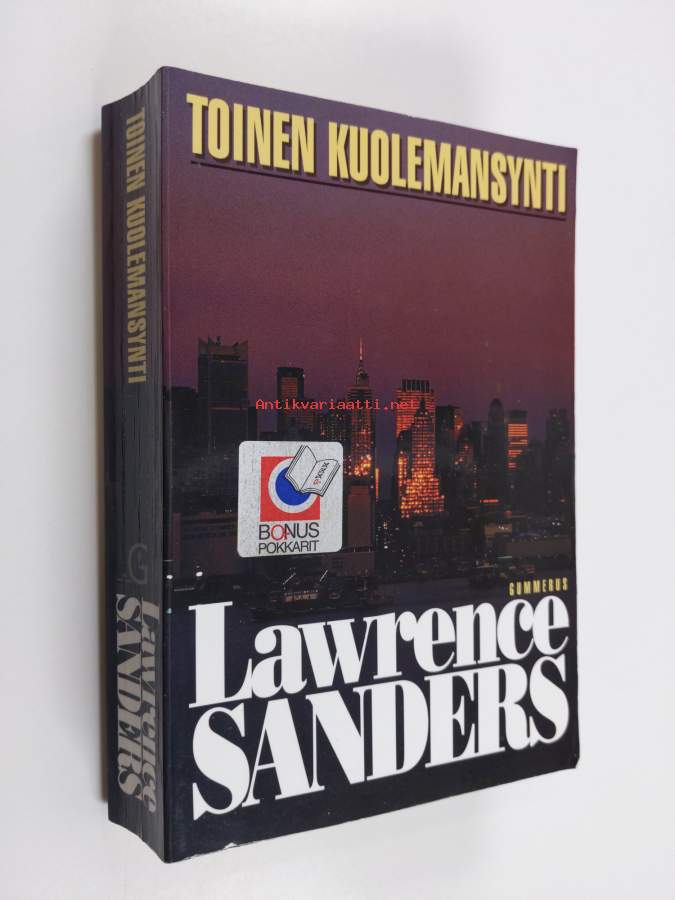 TOINEN KUOLEMANSYNTI
Antikvariaatti.net
BONUS
POKKARIT
GUMMERUS
Lawrence
SANDERS
TOINEN KUOLEMANSYNTI
G
Lawrence
SANDERS